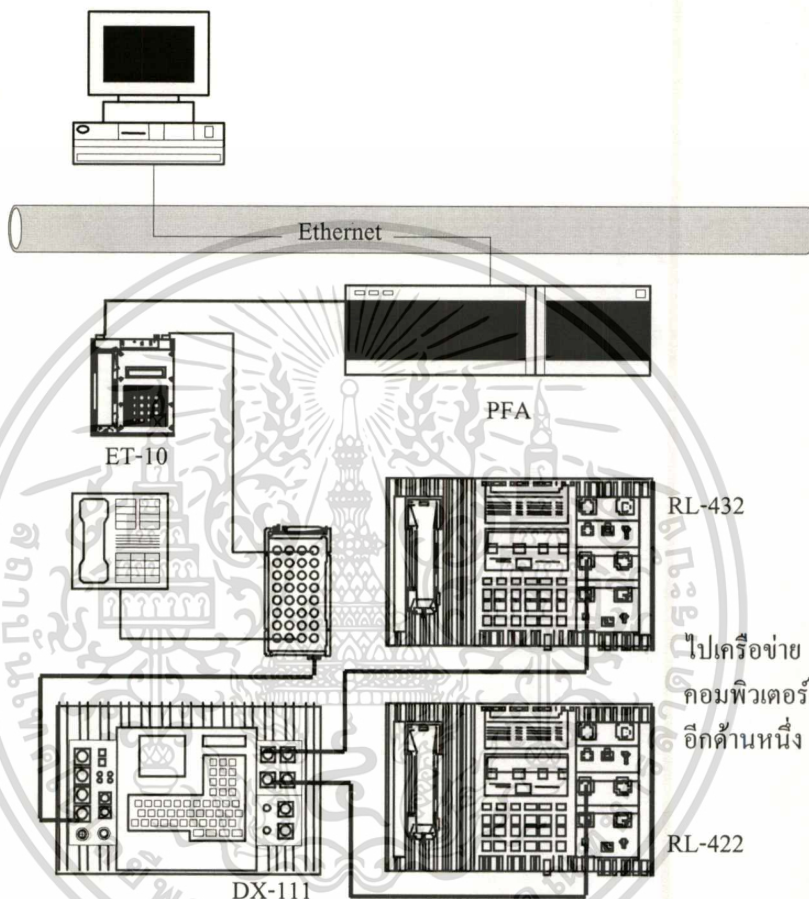 Ethernet
PFA
ET-10
RL-432
ไปเครือข่าย
คอมพิวเตอร์
อีกด้านหนึ่ง
RL-422
DX-111